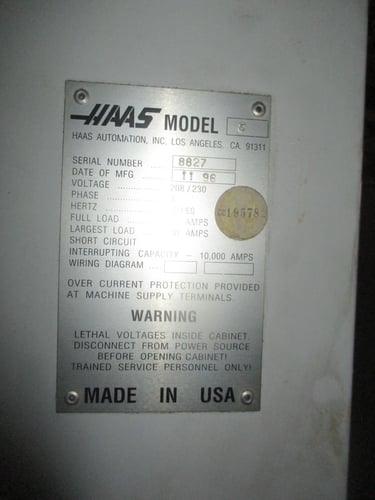 HAAS MODEL
HAAS AUTOMATION, INC. LOS ANGELES, CA. 91311
SERIAL NUMBER .... 8827
DATE OF MFG ....... 11 96
VOLTAGE ............... 208/230
PHASE ..................
HERTZ ..................
FULL LOAD .......... AMPS
LARGEST LOAD .... AMPS
SHORT CIRCUIT
INTERRUPTING CAPACITY - 10,000 AMPS
WIRING DIAGRAM ...
19578
OVER CURRENT PROTECTION PROVIDED
AT MACHINE SUPPLY TERMINALS.
WARNING
LETHAL VOLTAGES INSIDE CABINET.
DISCONNECT FROM POWER SOURCE
BEFORE OPENING CABINET!
TRAINED SERVICE PERSONNEL ONLY!
MADE IN USA